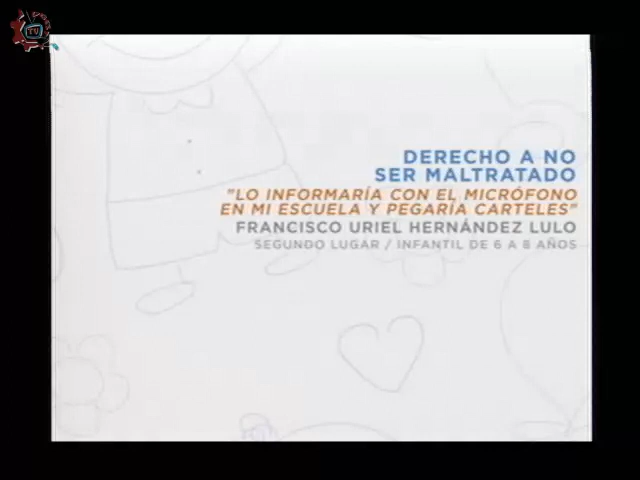 TV
DERECHO A NO
SER MALTRATADO
"LO INFORMARÍA CON EL MICRÓFONO
EN MI ESCUELA Y PEGARÍA CARTELES"
FRANCISCO URIEL HERNÁNDEZ LULO
SEGUNDO LUGAR / INFANTIL DE 6 A 8 AÑOS